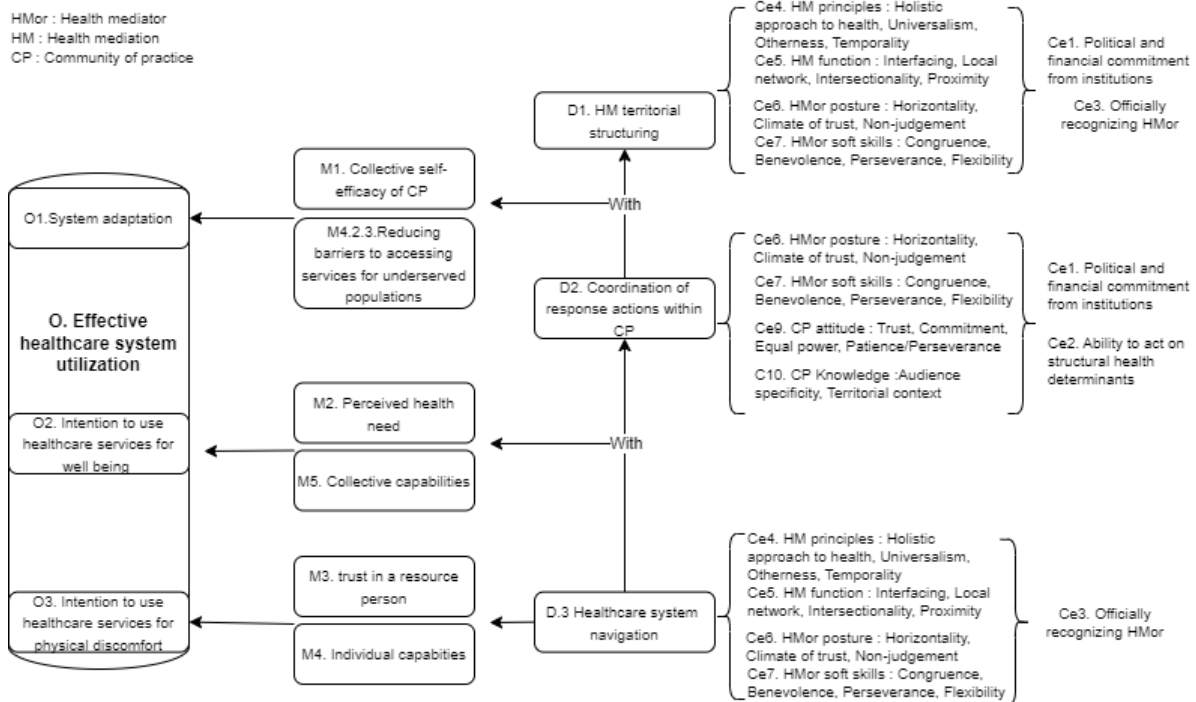 HMor : Health mediator
HM : Health mediation
CP : Community of practice
O1.System adaptation
O. Effective
healthcare system
utilization
O2. Intention to use
healthcare services for
well being
O3. Intention to use
healthcare services for
physical discomfort
M1. Collective self-
efficacy of CP
M4.2.3.Reducing
barriers to accessing
services for underserved
populations
M2. Perceived health
need
M5. Collective capabilities
M3. trust in a resource
person
M4. Individual capabities
D1. HM territorial
structuring
With
D2. Coordination of
response actions within
CP
With
D.3 Healthcare system
navigation
Ce4. HM principles : Holistic
approach to health, Universalism,
Otherness, Temporality
Ce5. HM function : Interfacing, Local
network, Intersectionality, Proximity
Ce6. HMor posture : Horizontality,
Climate of trust, Non-judgement
Ce7. HMor soft skills : Congruence,
Benevolence, Perseverance, Flexibility
Ce1. Political and
financial commitment
from institutions
Ce3. Officially
recognizing HMor
Ce6. HMor posture : Horizontality,
Climate of trust, Non-judgement
Ce7. HMor soft skills : Congruence,
Benevolence, Perseverance, Flexibility
Ce9. CP attitude : Trust, Commitment,
Equal power, Patience/Perseverance
C10. CP Knowledge :Audience
specificity, Territorial context
Ce1. Political and
financial commitment
from institutions
Ce2. Ability to act on
structural health
determinants
Ce4. HM principles : Holistic
approach to health, Universalism,
Otherness, Temporality
Ce5. HM function : Interfacing, Local
network, Intersectionality, Proximity
Ce6. HMor posture : Horizontality,
Climate of trust, Non-judgement
Ce7. HMor soft skills : Congruence,
Benevolence, Perseverance, Flexibility
Ce3. Officially
recognizing HMor